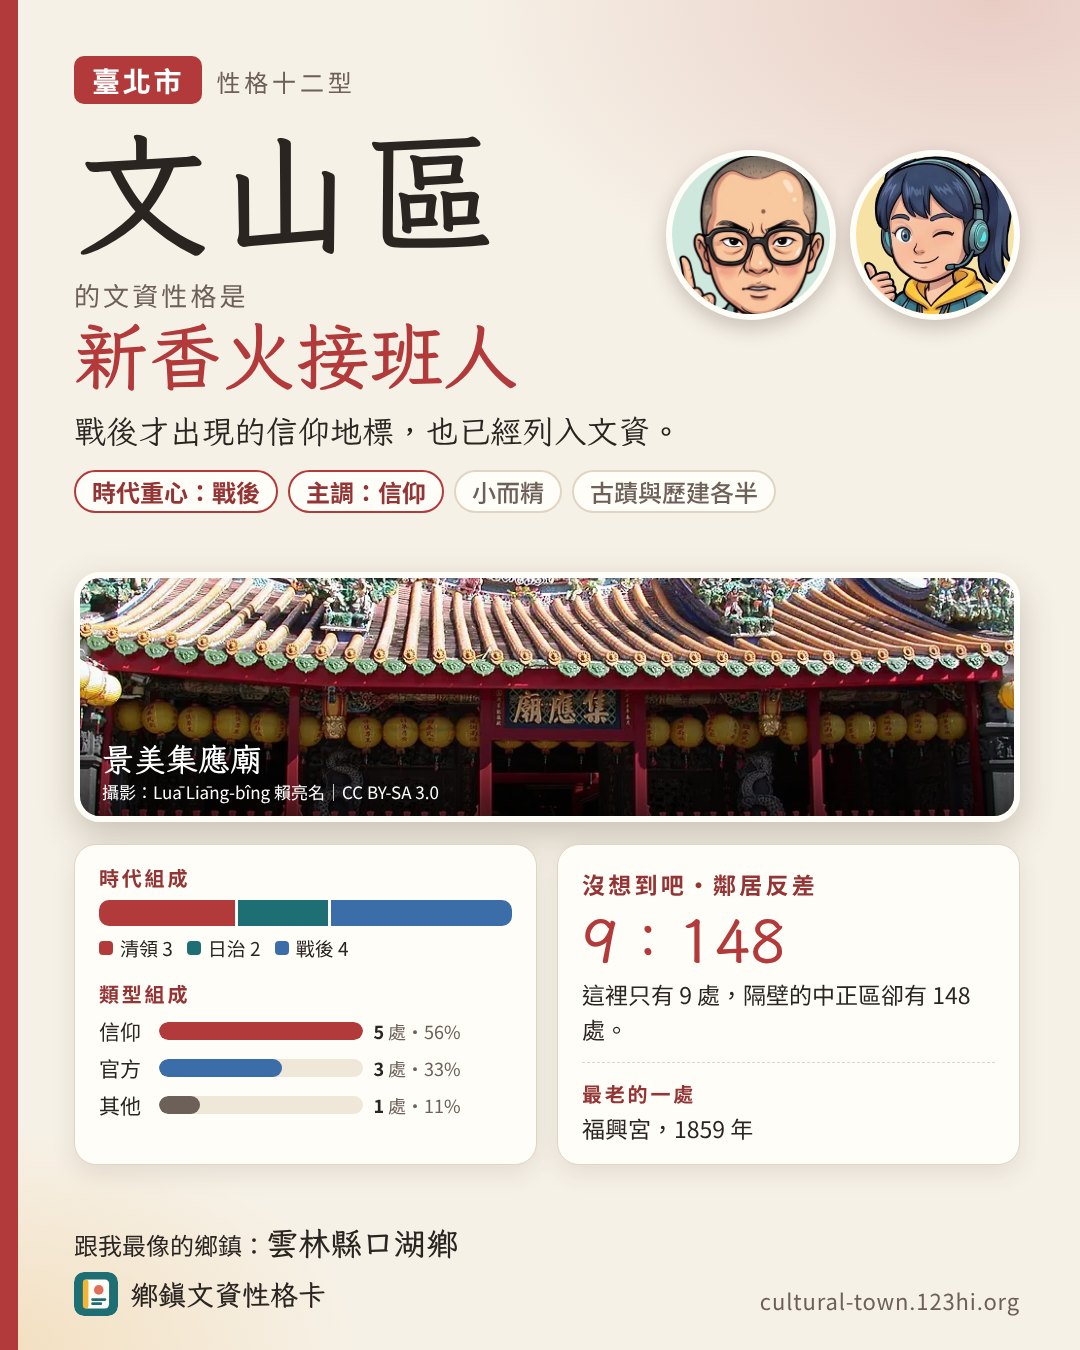 臺北市 性格十二型
文山區
的文資性格是
新香火接班人
戰後才出現的信仰地標，也已經列入文資。
時代重心：戰後 主調：信仰 小而精 古蹟與歷建各半
廟應集
景美集應廟
攝影：Lua Liang-bîng 賴亮名｜CC BY-SA 3.0
時代組成
清領 3 日治 2 戰後 4
類型組成
信仰 5 處・56%
官方 3 處・33%
其他 1 處・11%
沒想到吧・鄰居反差
9：148
這裡只有 9 處，隔壁的中正區卻有 148
處。
最老的一處
福興宮，1859 年
跟我最像的鄉鎮：雲林縣口湖鄉
鄉鎮文資性格卡
cultural-town.123hi.org